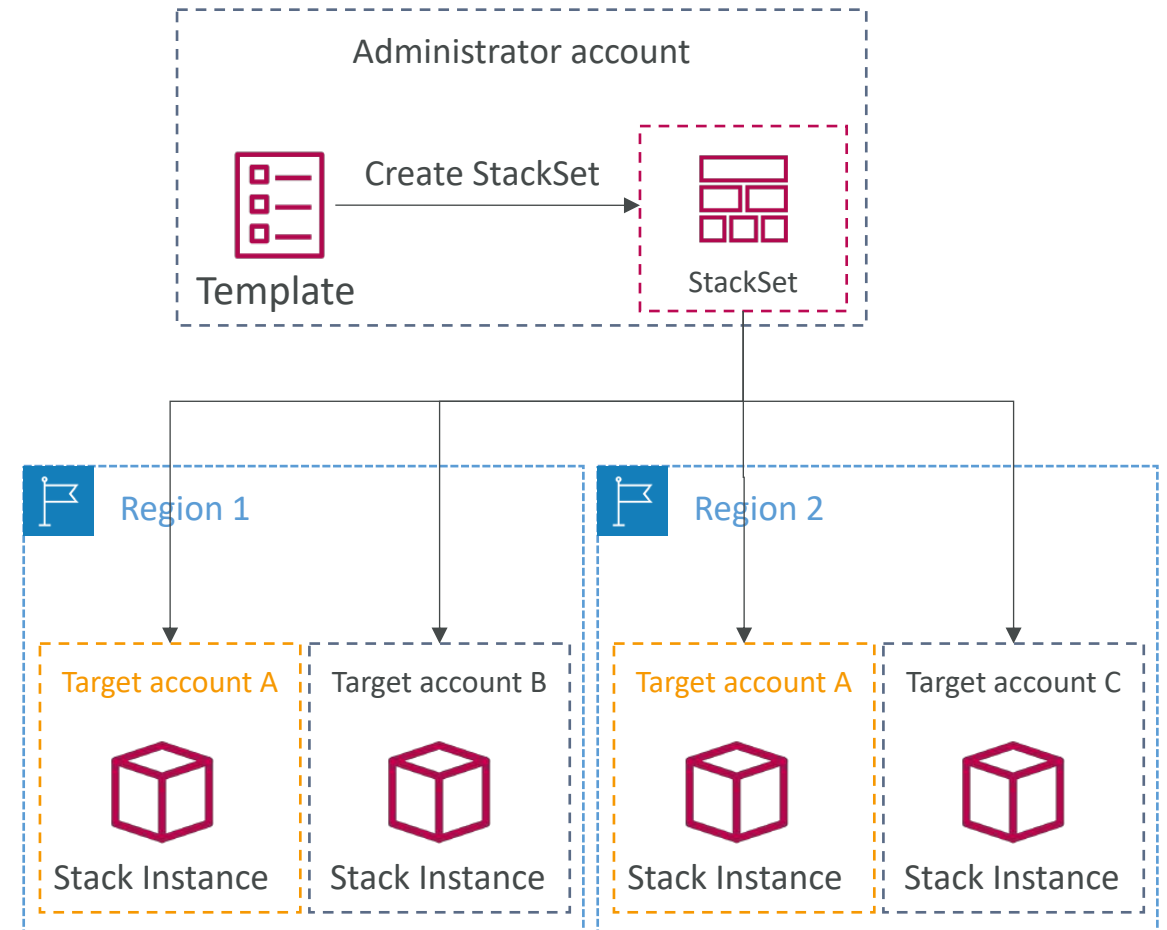 Administrator account
Create StackSet
Template
StackSet
Region 1
Region 2
Target account A
Target account B
Target account A
Target account C
Stack Instance
Stack Instance
Stack Instance
Stack Instance